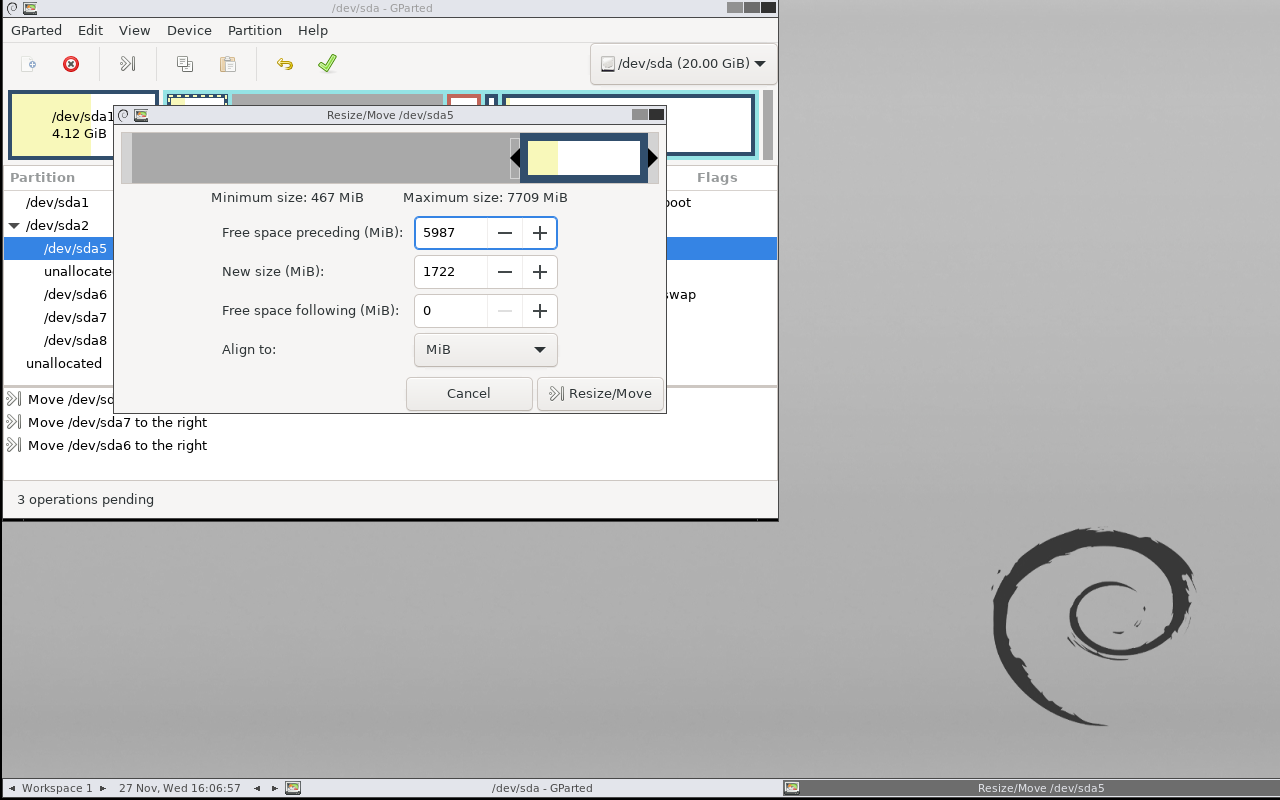 /dev/sda - GParted
GParted Edit View Device Partition Help
/dev/sda (20.00 GiB)
/dev/sda1
4.12 GiB
Resize/Move /dev/sda5
Minimum size: 467 MiB Maximum size: 7709 MiB
Free space preceding (MiB): 5987
New size (MiB): 1722
Free space following (MiB): 0
Align to: MiB
Cancel Resize/Move
Partition Flags
/dev/sda1 boot
/dev/sda2
/dev/sda5
unallocate
/dev/sda6 swap
/dev/sda7
/dev/sda8
unallocated
Move /dev/sd
Move /dev/sda7 to the right
Move /dev/sda6 to the right
3 operations pending
Workspace 1 27 Nov, Wed 16:06:57 /dev/sda - GParted Resize/Move /dev/sda5